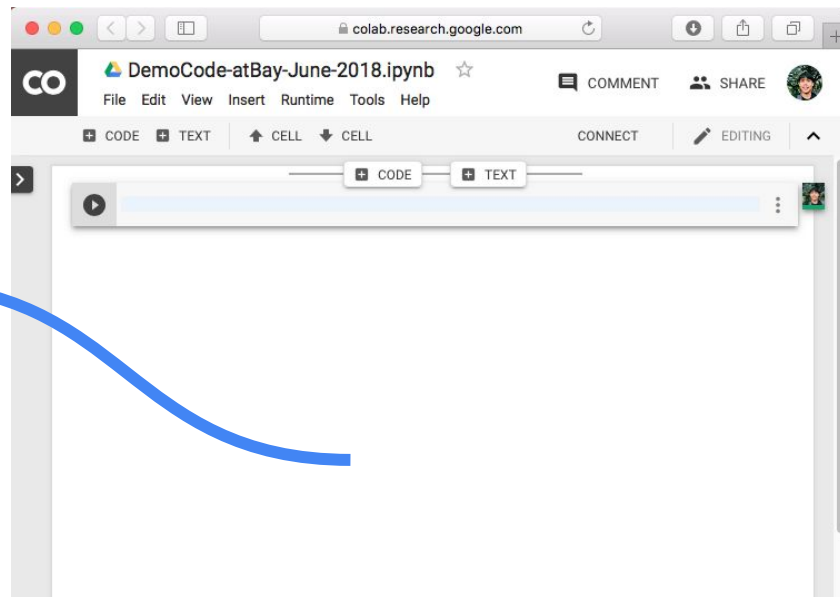 colab.research.google.com
CO DemoCode-atBay-June-2018.ipynb COMMENT SHARE
File Edit View Insert Runtime Tools Help
CODE TEXT CELL CELL CONNECT EDITING
CODE TEXT